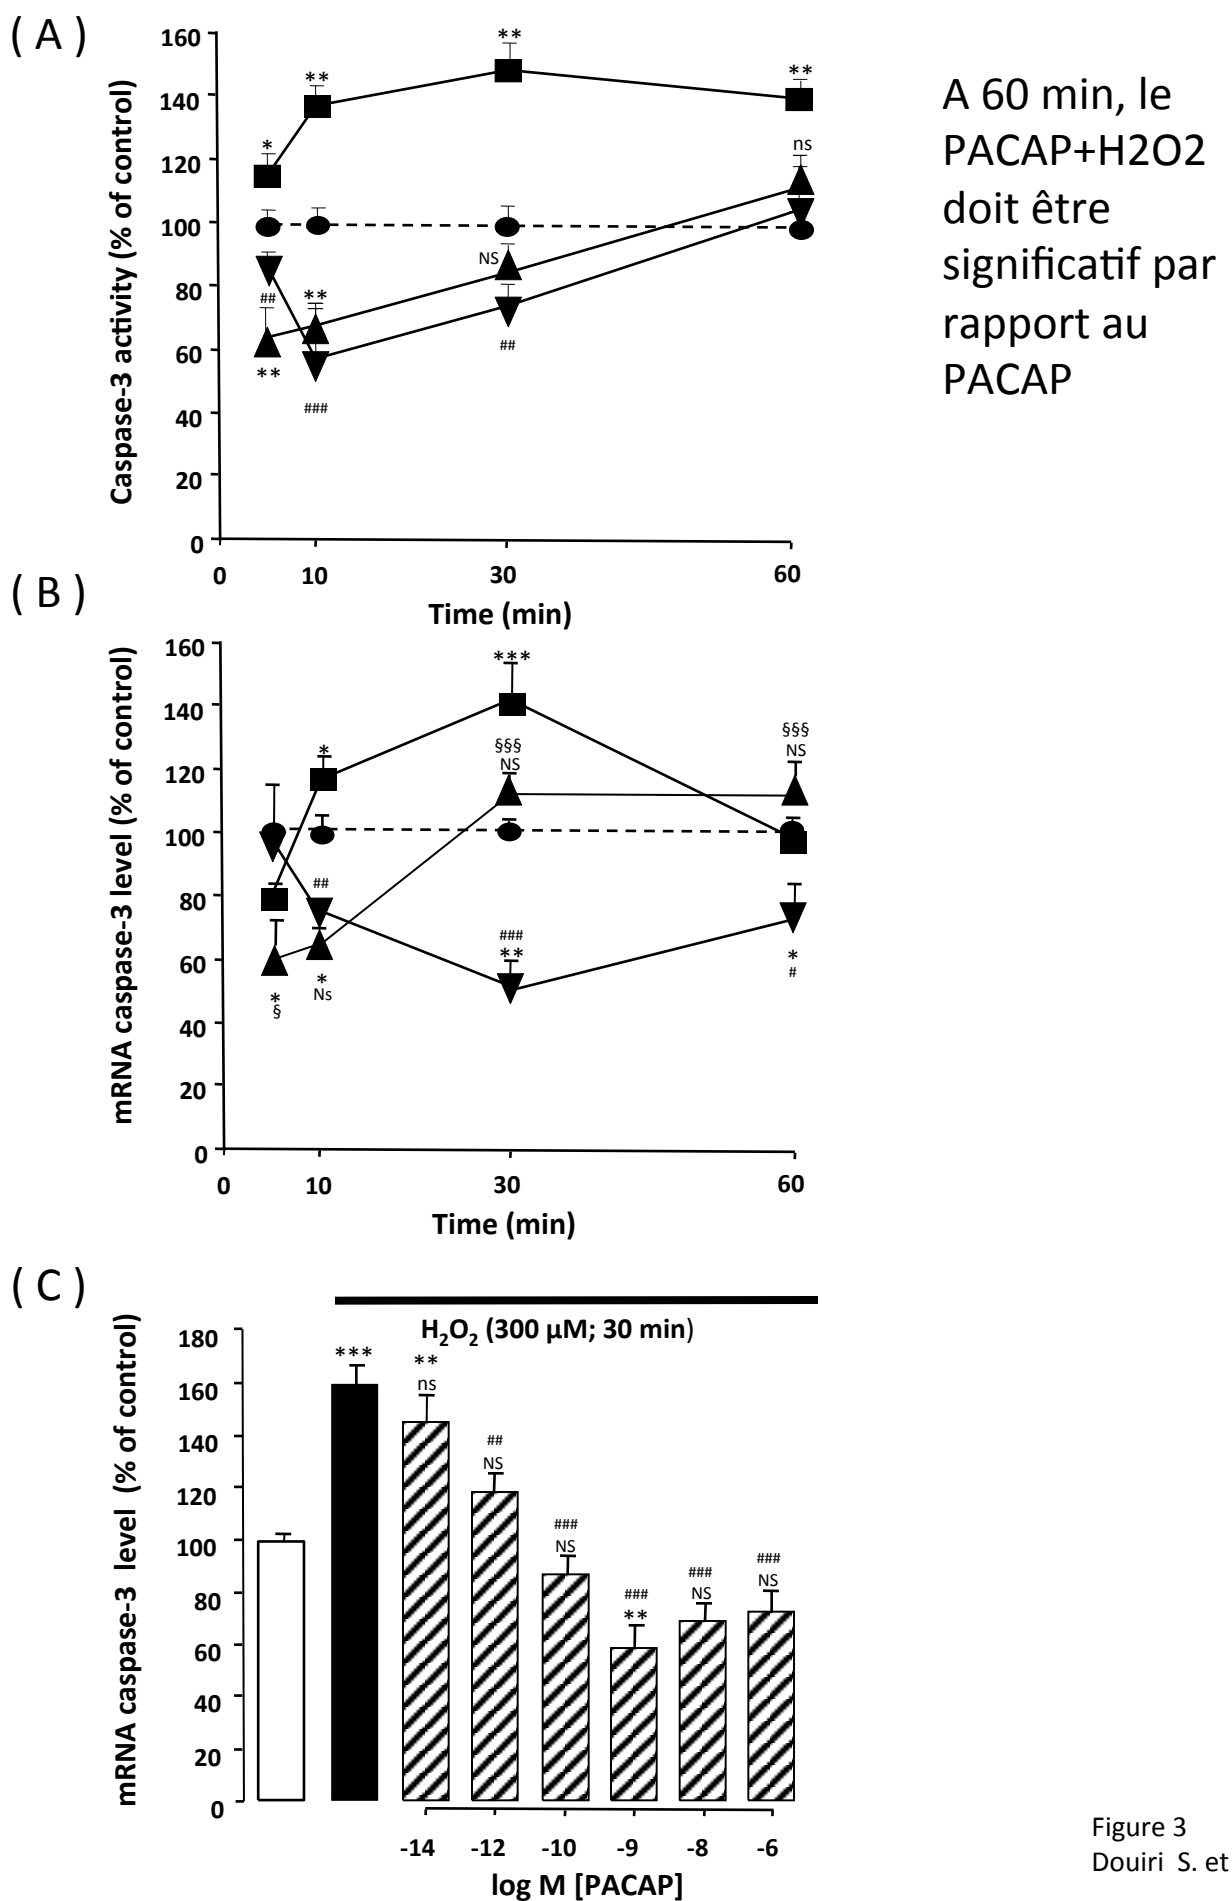 ( A )
160
140
120
100
80
60
40
20
0
Caspase-3 activity (% of control)
**
**
**
*
ns
NS
**
##
**
##
###
0 10 30 60
Time (min)
A 60 min, le
PACAP+H2O2
doit être
significatif par
rapport au
PACAP
( B )
160
140
120
100
80
60
40
20
0
mRNA caspase-3 level (% of control)
***
*
§§§
NS
§§§
NS
##
###
**
*
#
*
§
*
Ns
0 10 30 60
Time (min)
( C )
H₂O₂ (300 µM; 30 min)
180
160
140
120
100
80
60
40
20
0
mRNA caspase-3 level (% of control)
***
**
ns
##
NS
###
NS
###
**
###
NS
###
NS
-14 -12 -10 -9 -8 -6
log M [PACAP]
Figure 3
Douiri S. et